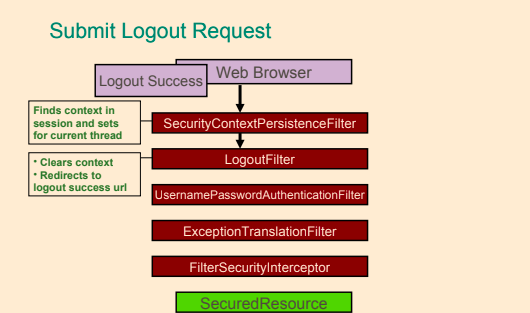 Submit Logout Request
Web Browser
Logout Success
Finds context in
session and sets
for current thread
SecurityContextPersistenceFilter
• Clears context
• Redirects to
logout success url
LogoutFilter
UsernamePasswordAuthenticationFilter
ExceptionTranslationFilter
FilterSecurityInterceptor
SecuredResource